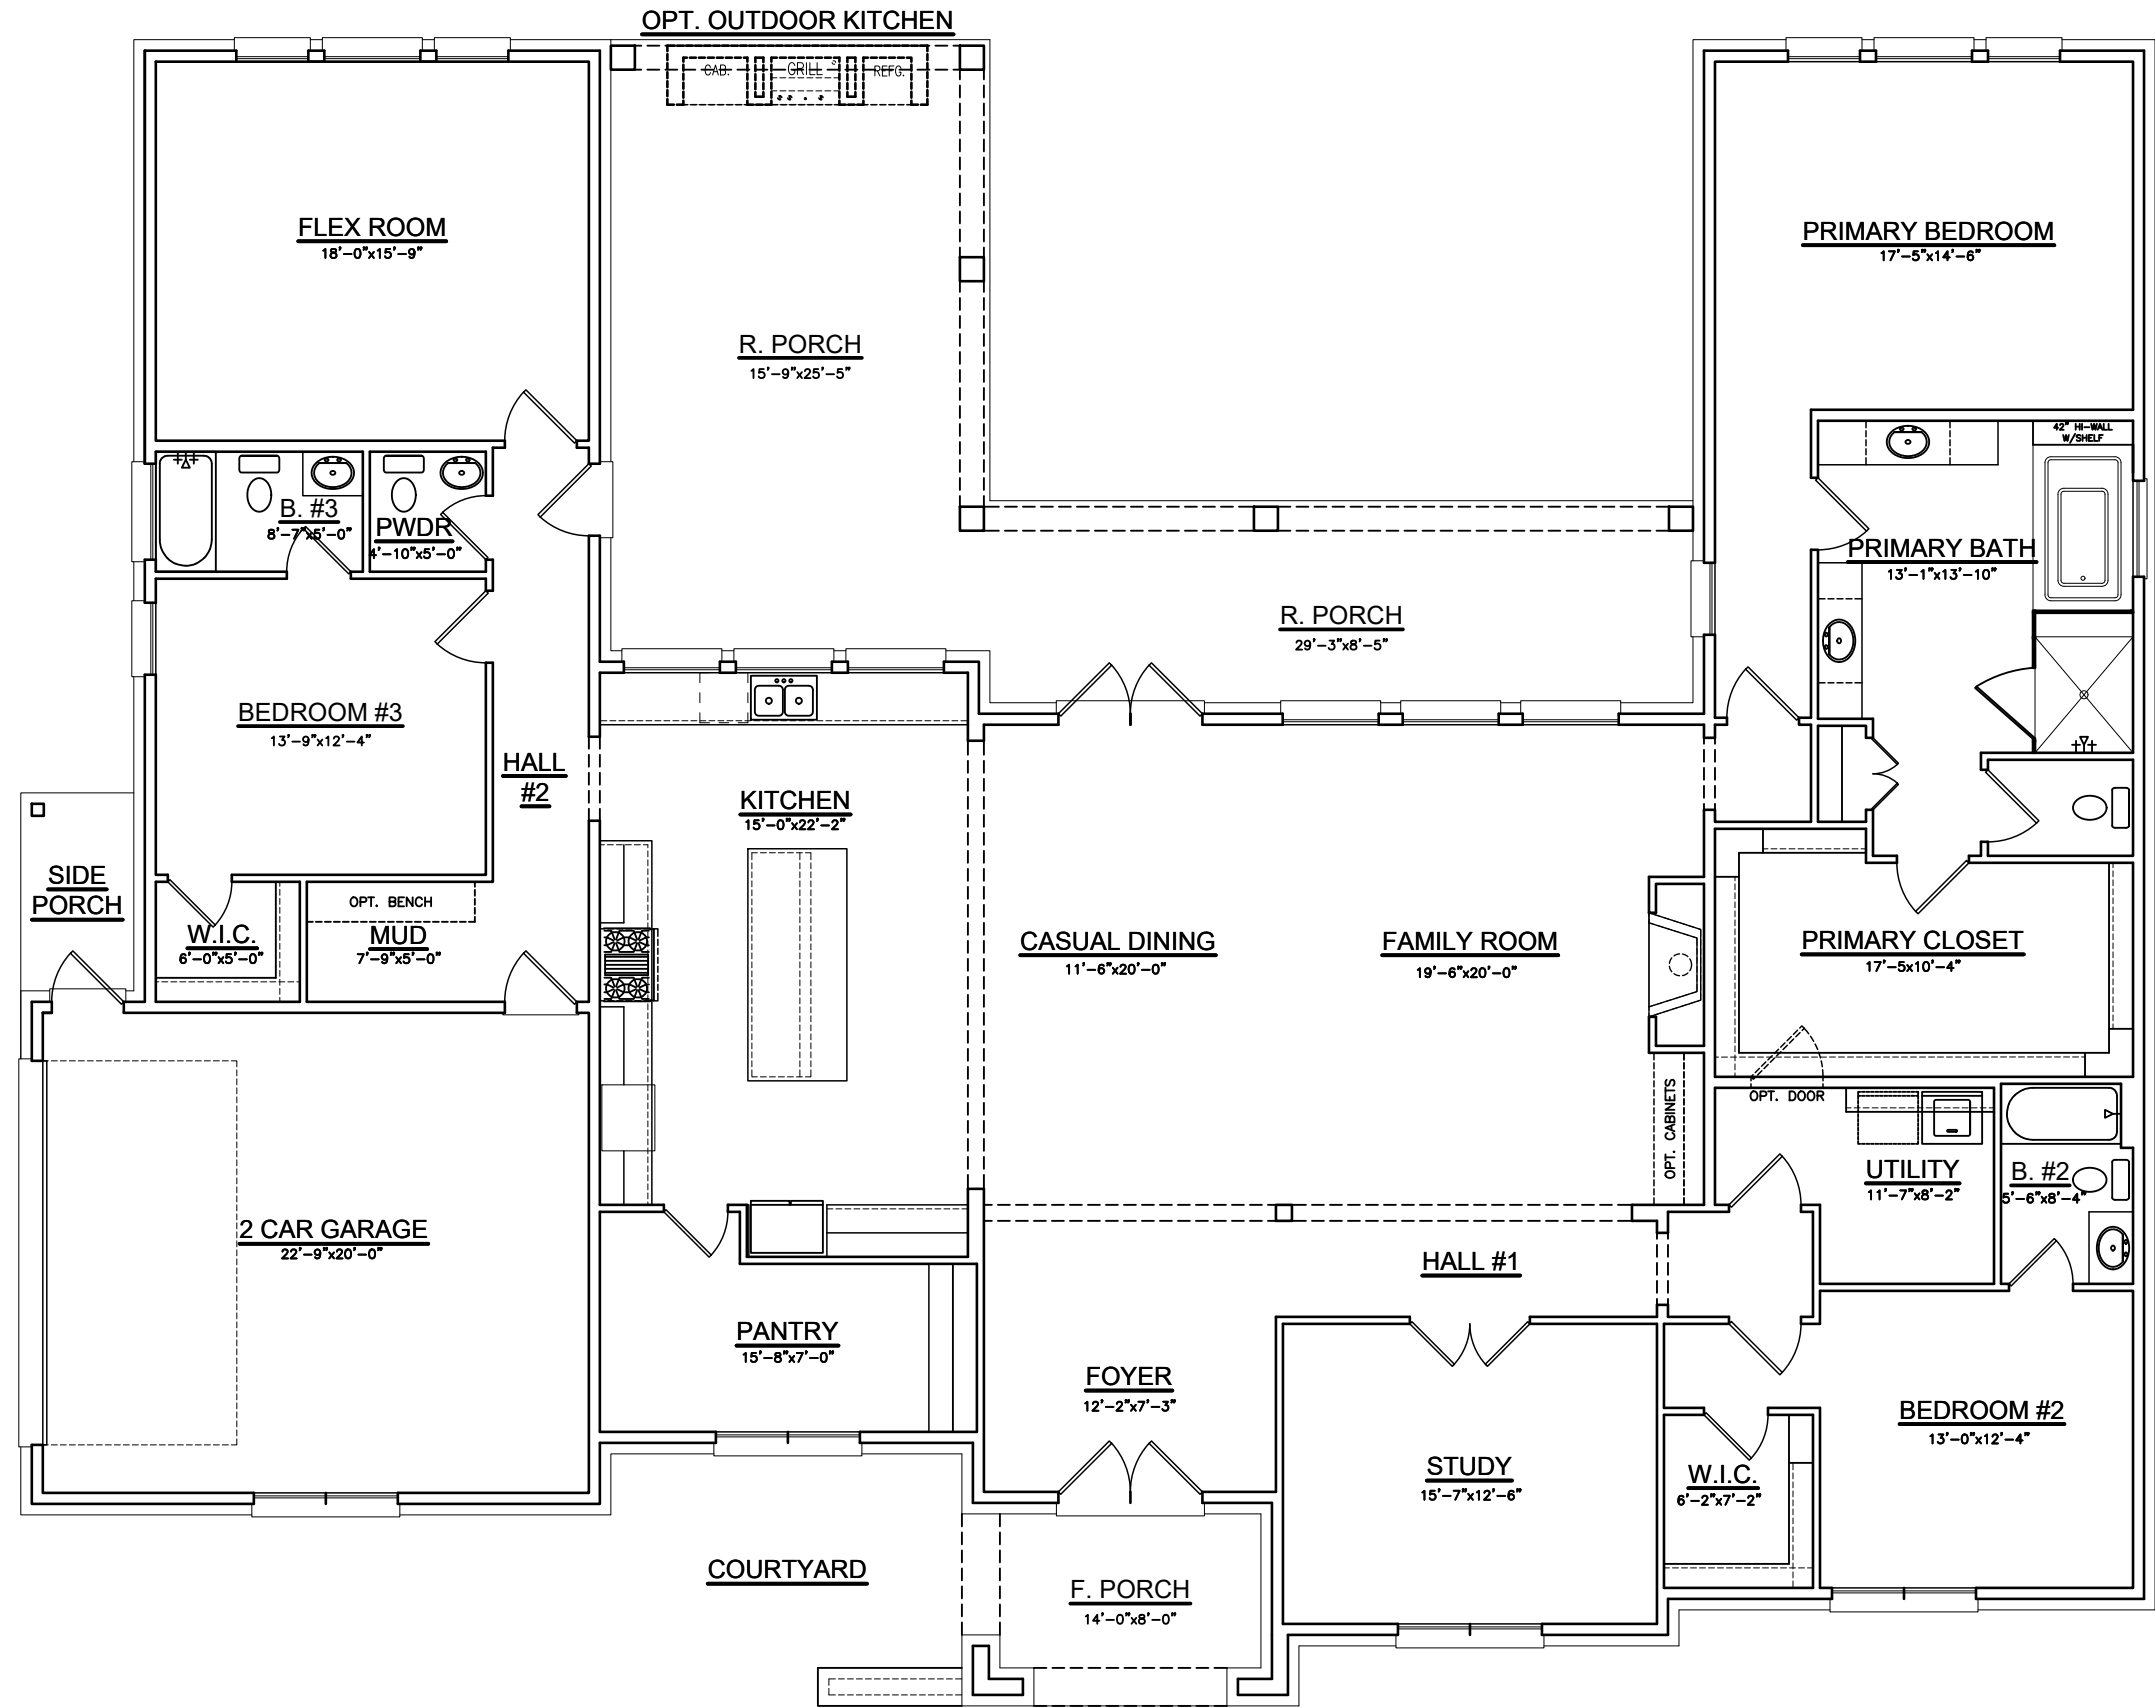 OPT. OUTDOOR KITCHEN
CAB.
GRILL
S
REFG.
FLEX ROOM
18'-0"x15'-9"
PRIMARY BEDROOM
17'-5"x14'-6"
R. PORCH
15'-9"x25'-5"
42" HI-WALL
W/SHELF
B. #3
8'-7"x5'-0"
PWDR
4'-10"x5'-0"
PRIMARY BATH
13'-1"x13'-10"
R. PORCH
29'-3"x8'-5"
BEDROOM #3
13'-9"x12'-4"
HALL
#2
KITCHEN
15'-0"x22'-2"
SIDE
PORCH
OPT. BENCH
W.I.C.
6'-0"x5'-0"
MUD
7'-9"x5'-0"
CASUAL DINING
11'-6"x20'-0"
FAMILY ROOM
19'-6"x20'-0"
PRIMARY CLOSET
17'-5x10'-4"
OPT. DOOR
OPT. CABINETS
UTILITY
11'-7"x8'-2"
B. #2
5'-6"x8'-4"
2 CAR GARAGE
22'-9"x20'-0"
HALL #1
PANTRY
15'-8"x7'-0"
FOYER
12'-2"x7'-3"
BEDROOM #2
13'-0"x12'-4"
STUDY
15'-7"x12'-6"
W.I.C.
6'-2"x7'-2"
COURTYARD
F. PORCH
14'-0"x8'-0"